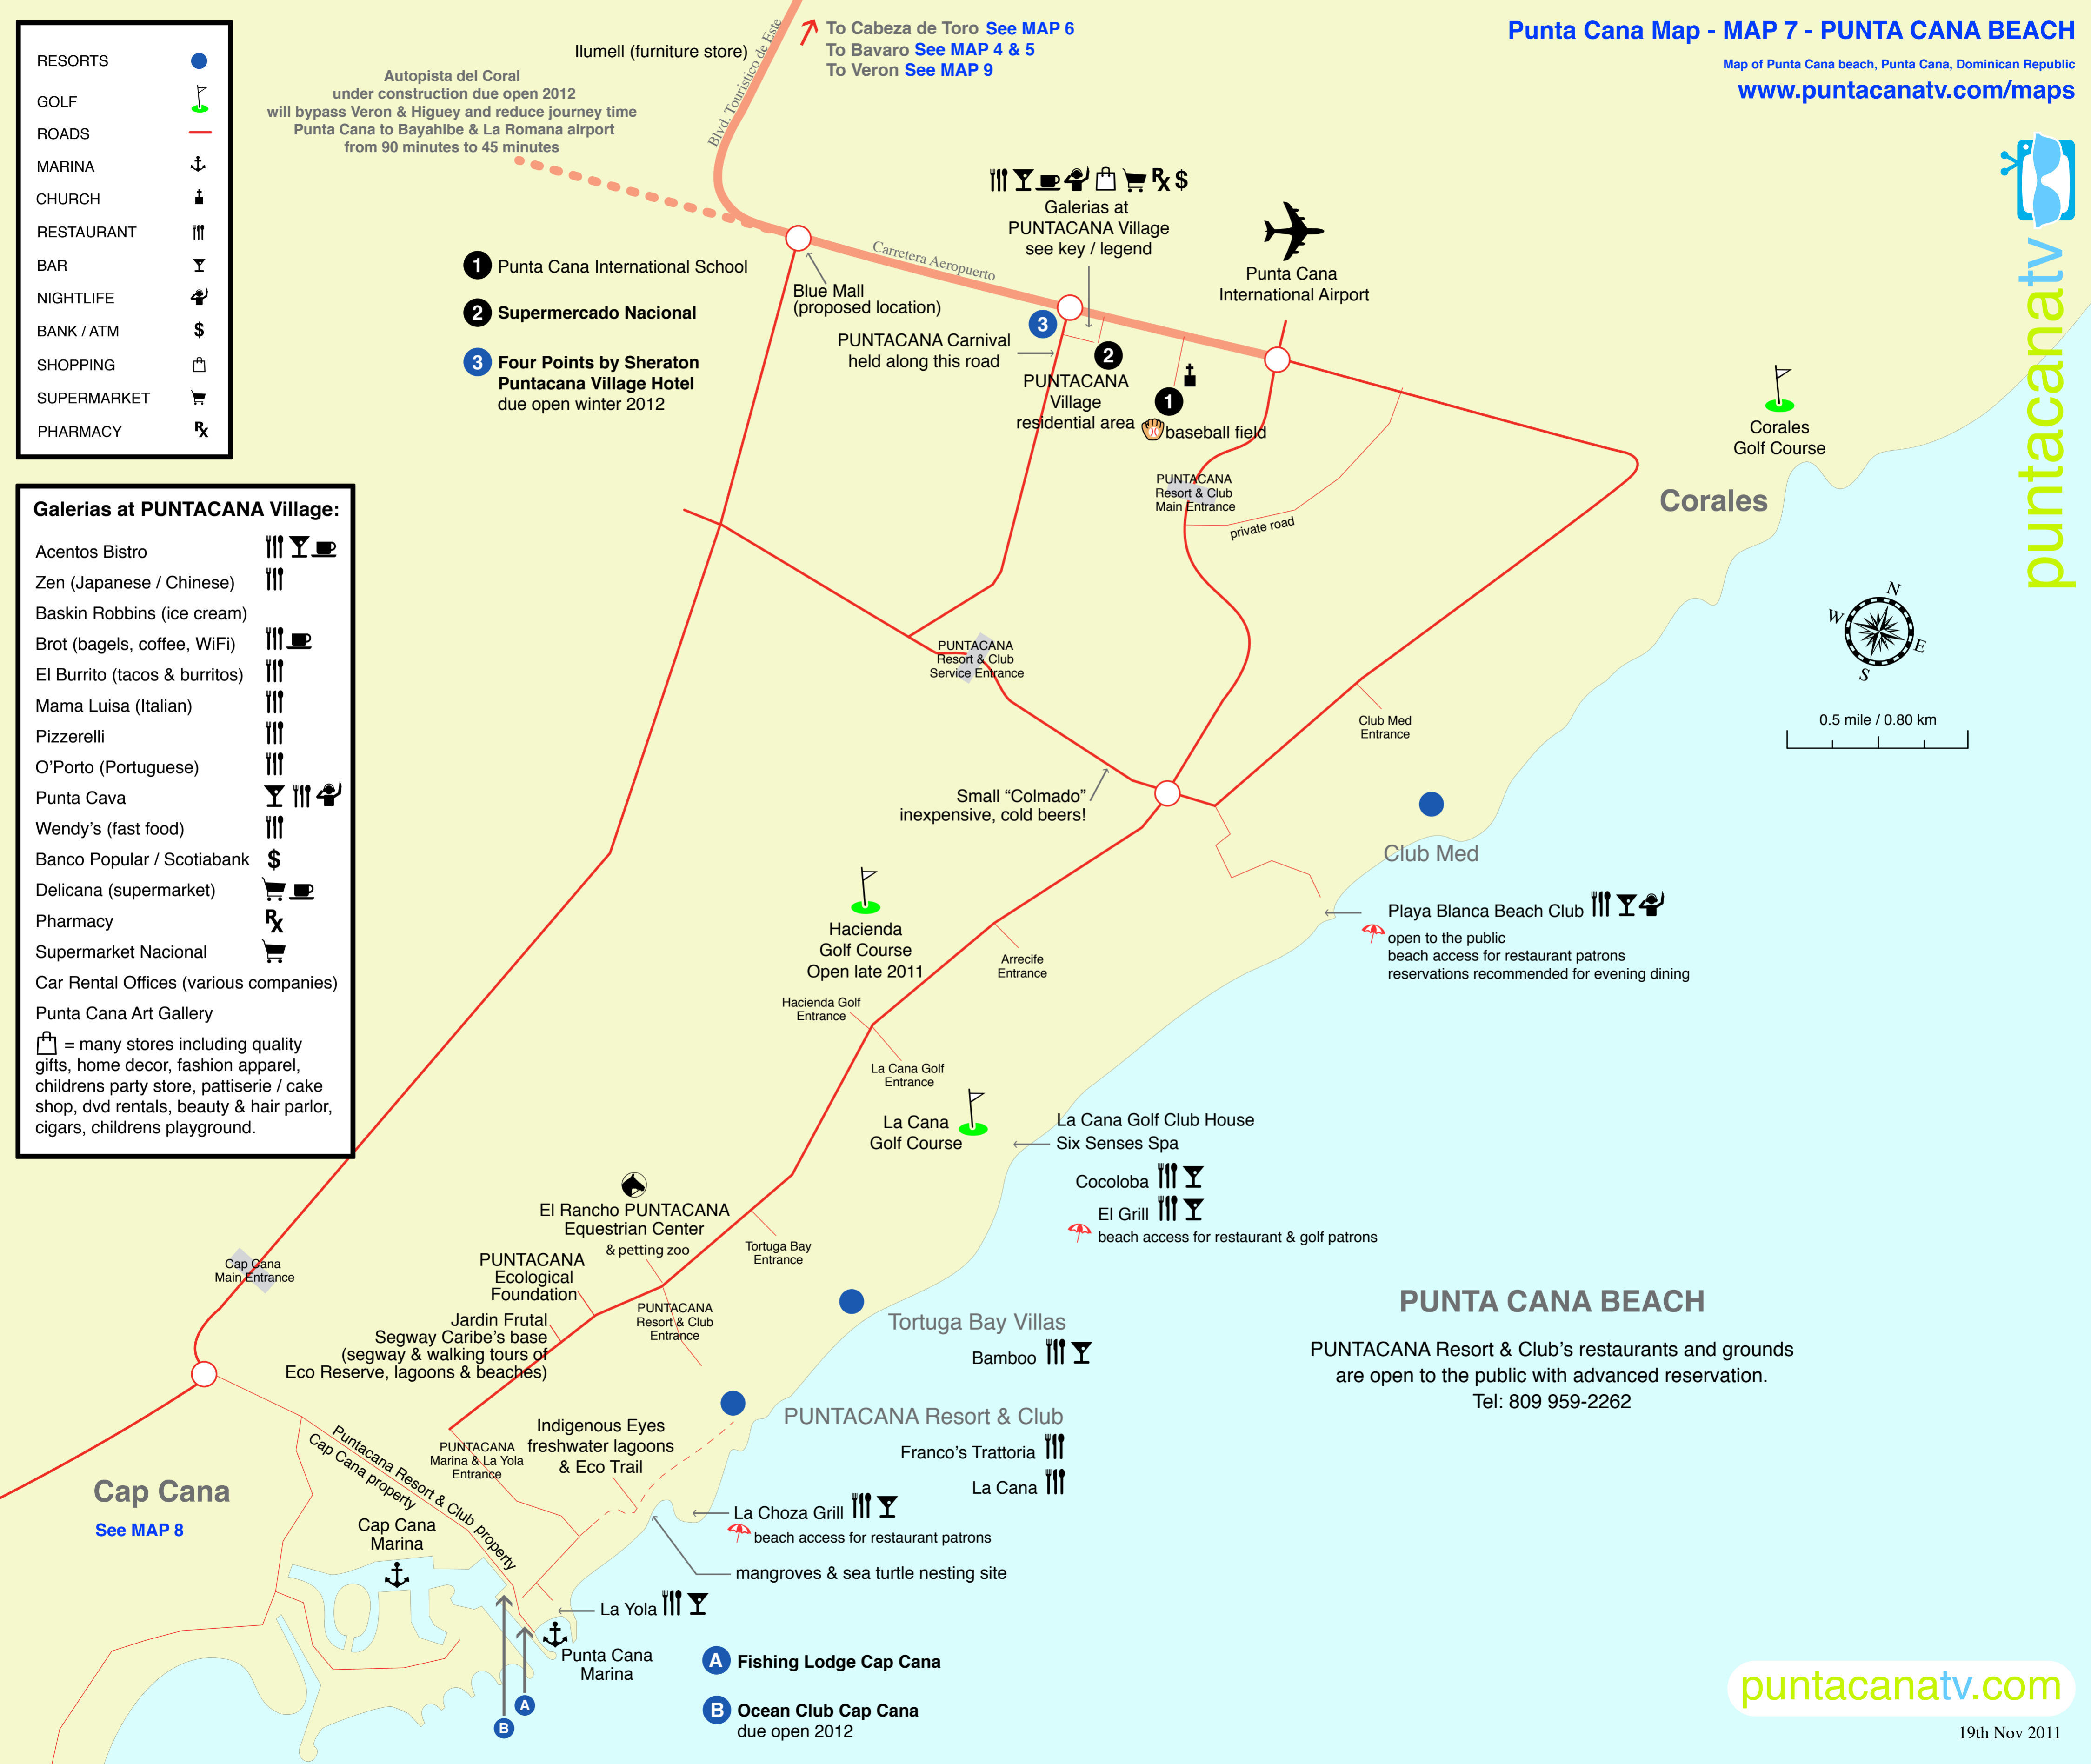 RESORTS
GOLF
ROADS
MARINA
CHURCH
RESTAURANT
BAR
NIGHTLIFE
BANK / ATM
$
SHOPPING
SUPERMARKET
PHARMACY
Rx
Ilumell (furniture store)
Blvd. Touristico de Este
To Cabeza de Toro See MAP 6
To Bavaro See MAP 4 & 5
To Veron See MAP 9
Punta Cana Map - MAP 7 - PUNTA CANA BEACH
Map of Punta Cana beach, Punta Cana, Dominican Republic
www.puntacanatv.com/maps
puntacanatv
Autopista del Coral
under construction due open 2012
will bypass Veron & Higuey and reduce journey time
Punta Cana to Bayahibe & La Romana airport
from 90 minutes to 45 minutes
1 Punta Cana International School
2 Supermercado Nacional
3 Four Points by Sheraton
Puntacana Village Hotel
due open winter 2012
Carretera Aeropuerto
Blue Mall
(proposed location)
Rx $
Galerias at
PUNTACANA Village
see key / legend
Punta Cana
International Airport
3
PUNTACANA Carnival
held along this road
2
PUNTACANA
Village
residential area
1
baseball field
PUNTACANA
Resort & Club
Main Entrance
private road
Corales
Golf Course
Corales
N
W
E
S
0.5 mile / 0.80 km
Galerias at PUNTACANA Village:
Acentos Bistro
Zen (Japanese / Chinese)
Baskin Robbins (ice cream)
Brot (bagels, coffee, WiFi)
El Burrito (tacos & burritos)
Mama Luisa (Italian)
Pizzerelli
O'Porto (Portuguese)
Punta Cava
Wendy's (fast food)
Banco Popular / Scotiabank $
Delicana (supermarket)
Pharmacy Rx
Supermarket Nacional
Car Rental Offices (various companies)
Punta Cana Art Gallery
= many stores including quality
gifts, home decor, fashion apparel,
childrens party store, pattiserie / cake
shop, dvd rentals, beauty & hair parlor,
cigars, childrens playground.
PUNTACANA
Resort & Club
Service Entrance
Club Med
Entrance
Small “Colmado”
inexpensive, cold beers!
Club Med
Playa Blanca Beach Club
open to the public
beach access for restaurant patrons
reservations recommended for evening dining
Hacienda
Golf Course
Open late 2011
Arrecife
Entrance
Hacienda Golf
Entrance
La Cana Golf
Entrance
La Cana
Golf Course
La Cana Golf Club House
Six Senses Spa
Cocoloba
El Grill
beach access for restaurant & golf patrons
El Rancho PUNTACANA
Equestrian Center
& petting zoo
Tortuga Bay
Entrance
PUNTACANA
Ecological
Foundation
PUNTACANA
Resort & Club
Entrance
Jardin Frutal
Segway Caribe's base
(segway & walking tours of
Eco Reserve, lagoons & beaches)
Cap Cana
Main Entrance
Tortuga Bay Villas
Bamboo
PUNTACANA Resort & Club
Franco's Trattoria
La Cana
PUNTA CANA BEACH
PUNTACANA Resort & Club's restaurants and grounds
are open to the public with advanced reservation.
Tel: 809 959-2262
Indigenous Eyes
freshwater lagoons
& Eco Trail
PUNTACANA
Marina & La Yola
Entrance
Puntacana Resort & Club property
Cap Cana property
Cap Cana
See MAP 8
Cap Cana
Marina
La Choza Grill
beach access for restaurant patrons
mangroves & sea turtle nesting site
La Yola
Punta Cana
Marina
A
B
A Fishing Lodge Cap Cana
B Ocean Club Cap Cana
due open 2012
puntacanatv.com
19th Nov 2011